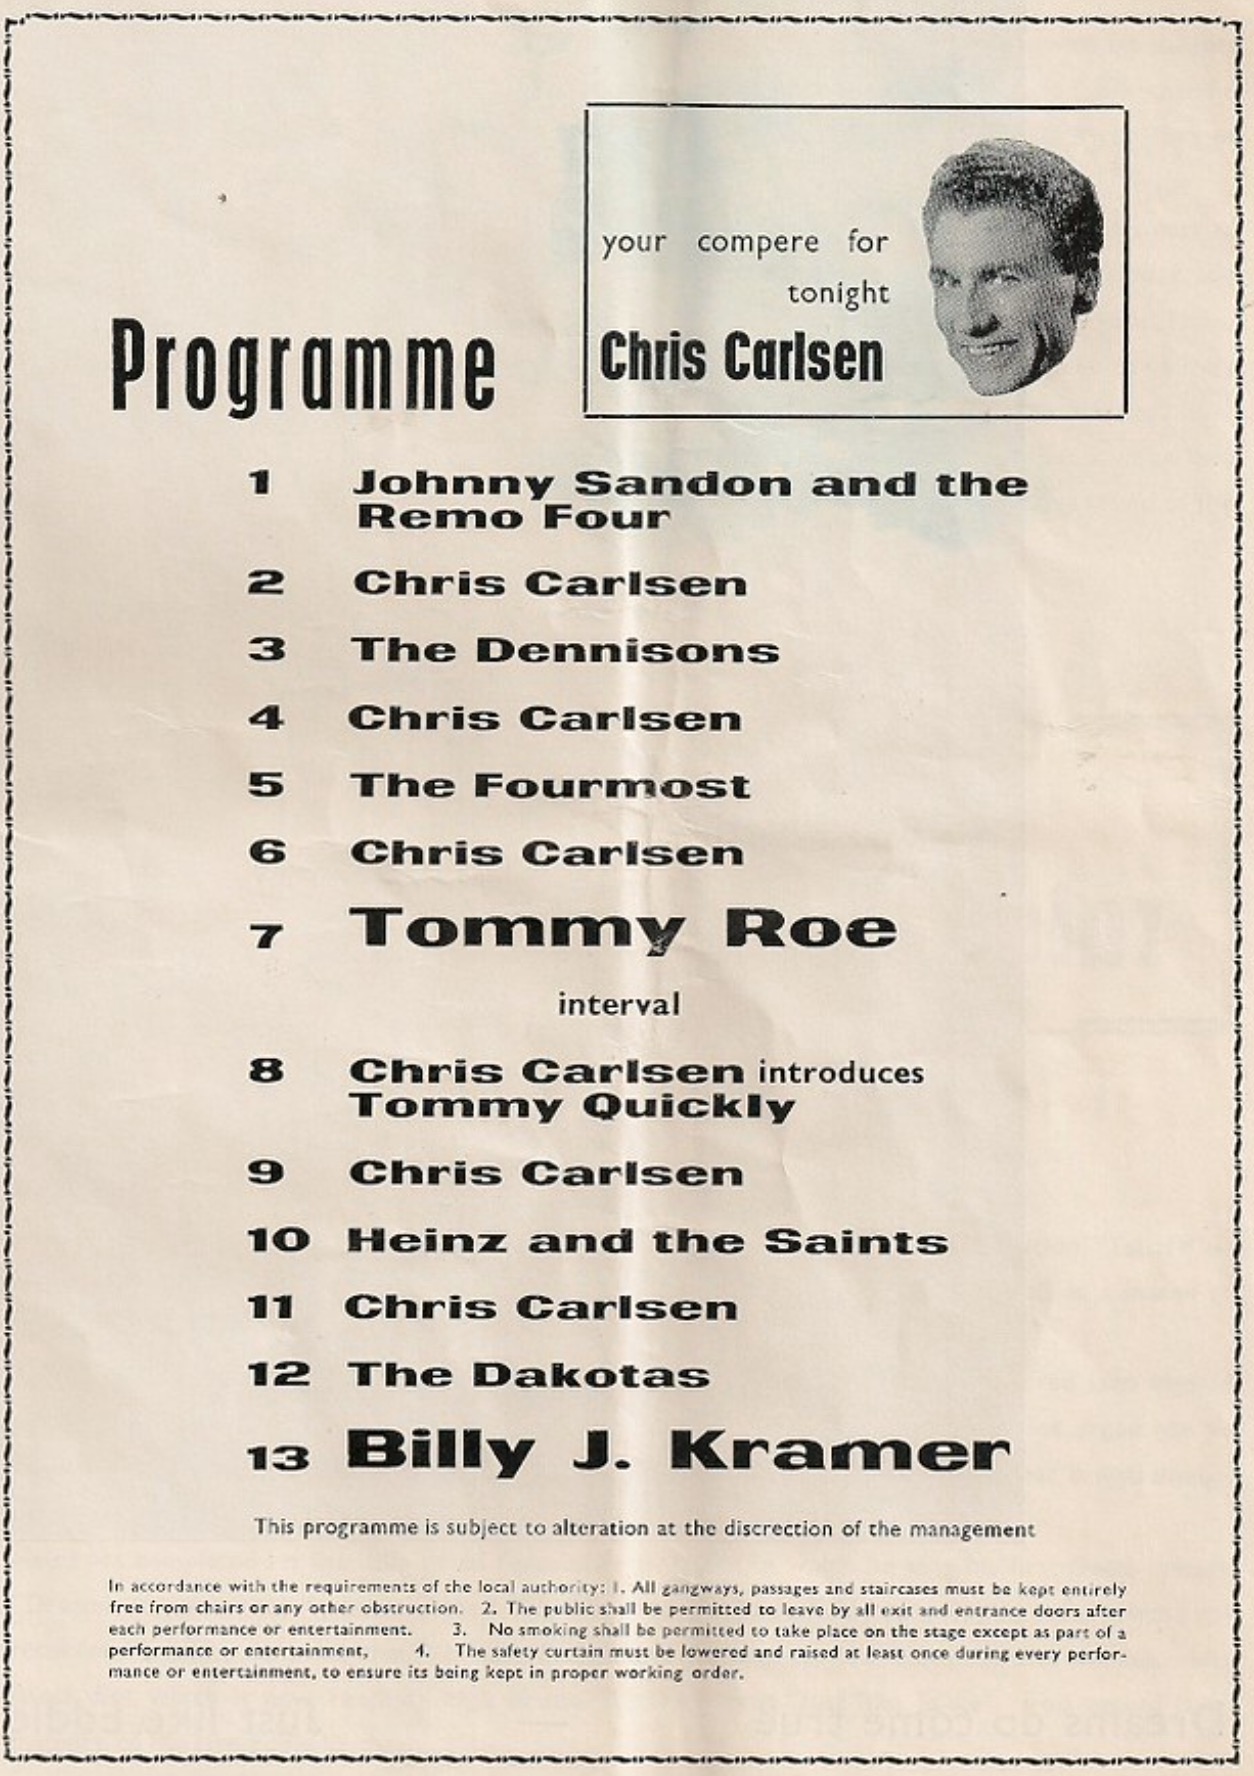 your compere for
tonight
Chris Carlsen
Programme
1 Johnny Sandon and the
Remo Four
2 Chris Carlsen
3 The Dennisons
4 Chris Carlsen
5 The Fourmost
6 Chris Carlsen
7 Tommy Roe
interval
8 Chris Carlsen introduces
Tommy Quickly
9 Chris Carlsen
10 Heinz and the Saints
11 Chris Carlsen
12 The Dakotas
13 Billy J. Kramer
This programme is subject to alteration at the discrection of the management
In accordance with the requirements of the local authority: 1. All gangways, passages and staircases must be kept entirely
free from chairs or any other obstruction. 2. The public shall be permitted to leave by all exit and entrance doors after
each performance or entertainment. 3. No smoking shall be permitted to take place on the stage except as part of a
performance or entertainment, 4. The safety curtain must be lowered and raised at least once during every perfor-
mance or entertainment, to ensure its being kept in proper working order.